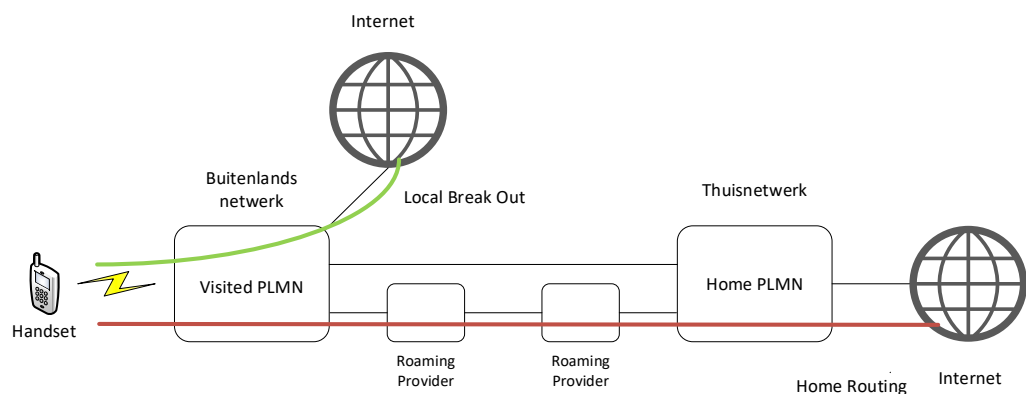 Internet
Buitenlands
netwerk
Local Break Out
Thuisnetwerk
Visited PLMN
Home PLMN
Handset
Roaming
Provider
Roaming
Provider
Home Routing
Internet